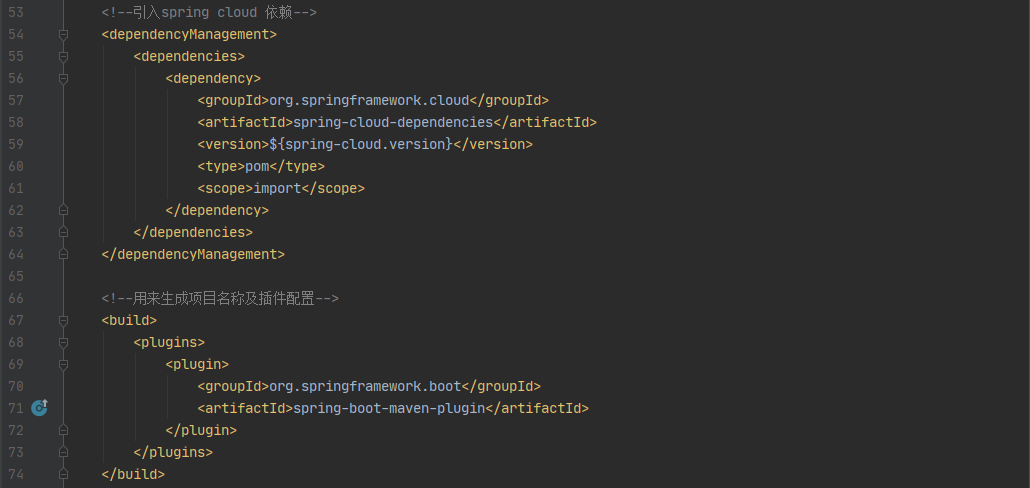 53 <!--引入spring cloud 依赖-->
54 <dependencyManagement>
55 <dependencies>
56 <dependency>
57 <groupId>org.springframework.cloud</groupId>
58 <artifactId>spring-cloud-dependencies</artifactId>
59 <version>${spring-cloud.version}</version>
60 <type>pom</type>
61 <scope>import</scope>
62 </dependency>
63 </dependencies>
64 </dependencyManagement>
65
66 <!--用来生成项目名称及插件配置-->
67 <build>
68 <plugins>
69 <plugin>
70 <groupId>org.springframework.boot</groupId>
71 <artifactId>spring-boot-maven-plugin</artifactId>
72 </plugin>
73 </plugins>
74 </build>